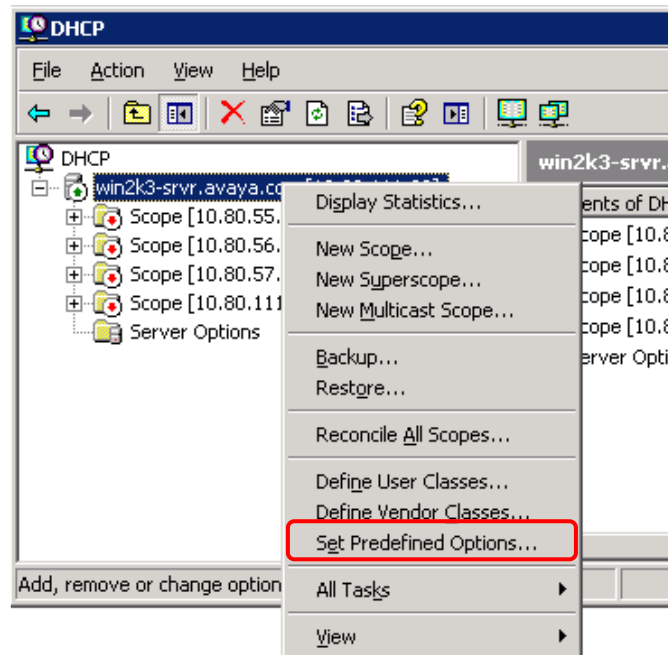 DHCP
File Action View Help
DHCP
win2k3-srvr.avaya.co
win2k3-srvr.
Scope [10.80.55.
Scope [10.80.56.
Scope [10.80.57.
Scope [10.80.111
Server Options
ents of DH
cope [10.8
cope [10.8
cope [10.8
cope [10.8
erver Opti
Display Statistics...
New Scope...
New Superscope...
New Multicast Scope...
Backup...
Restore...
Reconcile All Scopes...
Define User Classes...
Define Vendor Classes...
Set Predefined Options...
All Tasks
View
Add, remove or change option